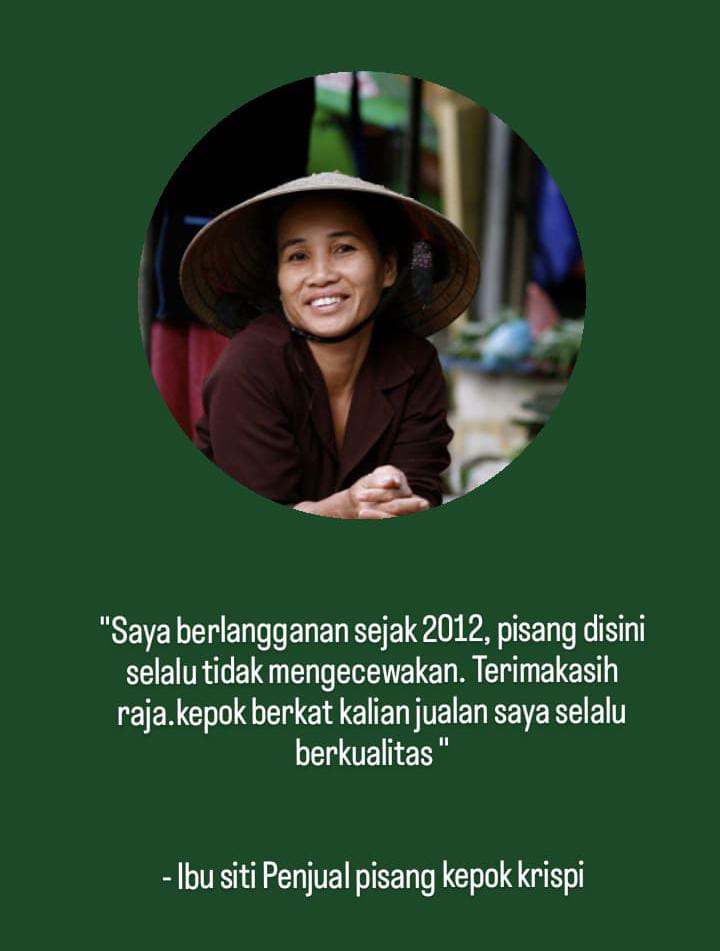 "Saya berlangganan sejak 2012, pisang disini
selalu tidak mengecewakan. Terimakasih
raja.kepok berkat kalian jualan saya selalu
berkualitas "
- Ibu siti Penjual pisang kepok krispi